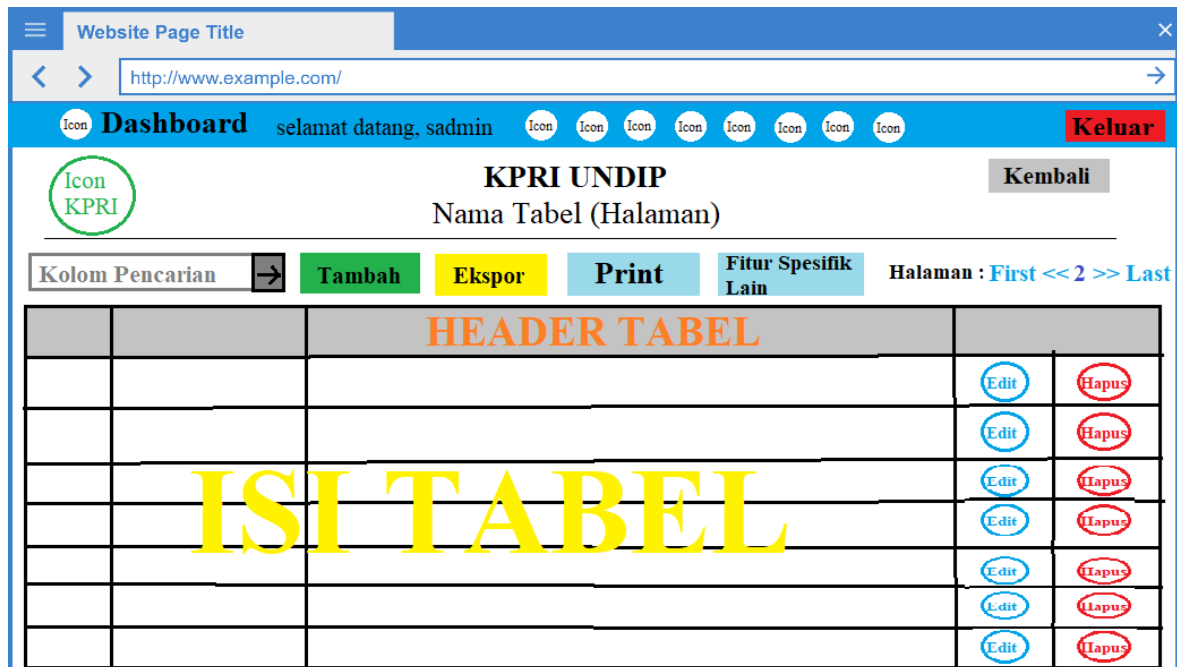 Website Page Title
http://www.example.com/
Icon Dashboard selamat datang, sadmin Icon Icon Icon Icon Icon Icon Icon Icon Keluar
Icon
KPRI
KPRI UNDIP
Nama Tabel (Halaman)
Kembali
Kolom Pencarian
Tambah
Ekspor
Print
Fitur Spesifik
Lain
Halaman : First << 2 >> Last
HEADER TABEL
Edit Hapus
Edit Hapus
ISI TABEL
Edit Hapus
Edit Hapus
Edit Hapus
Edit Hapus
Edit Hapus